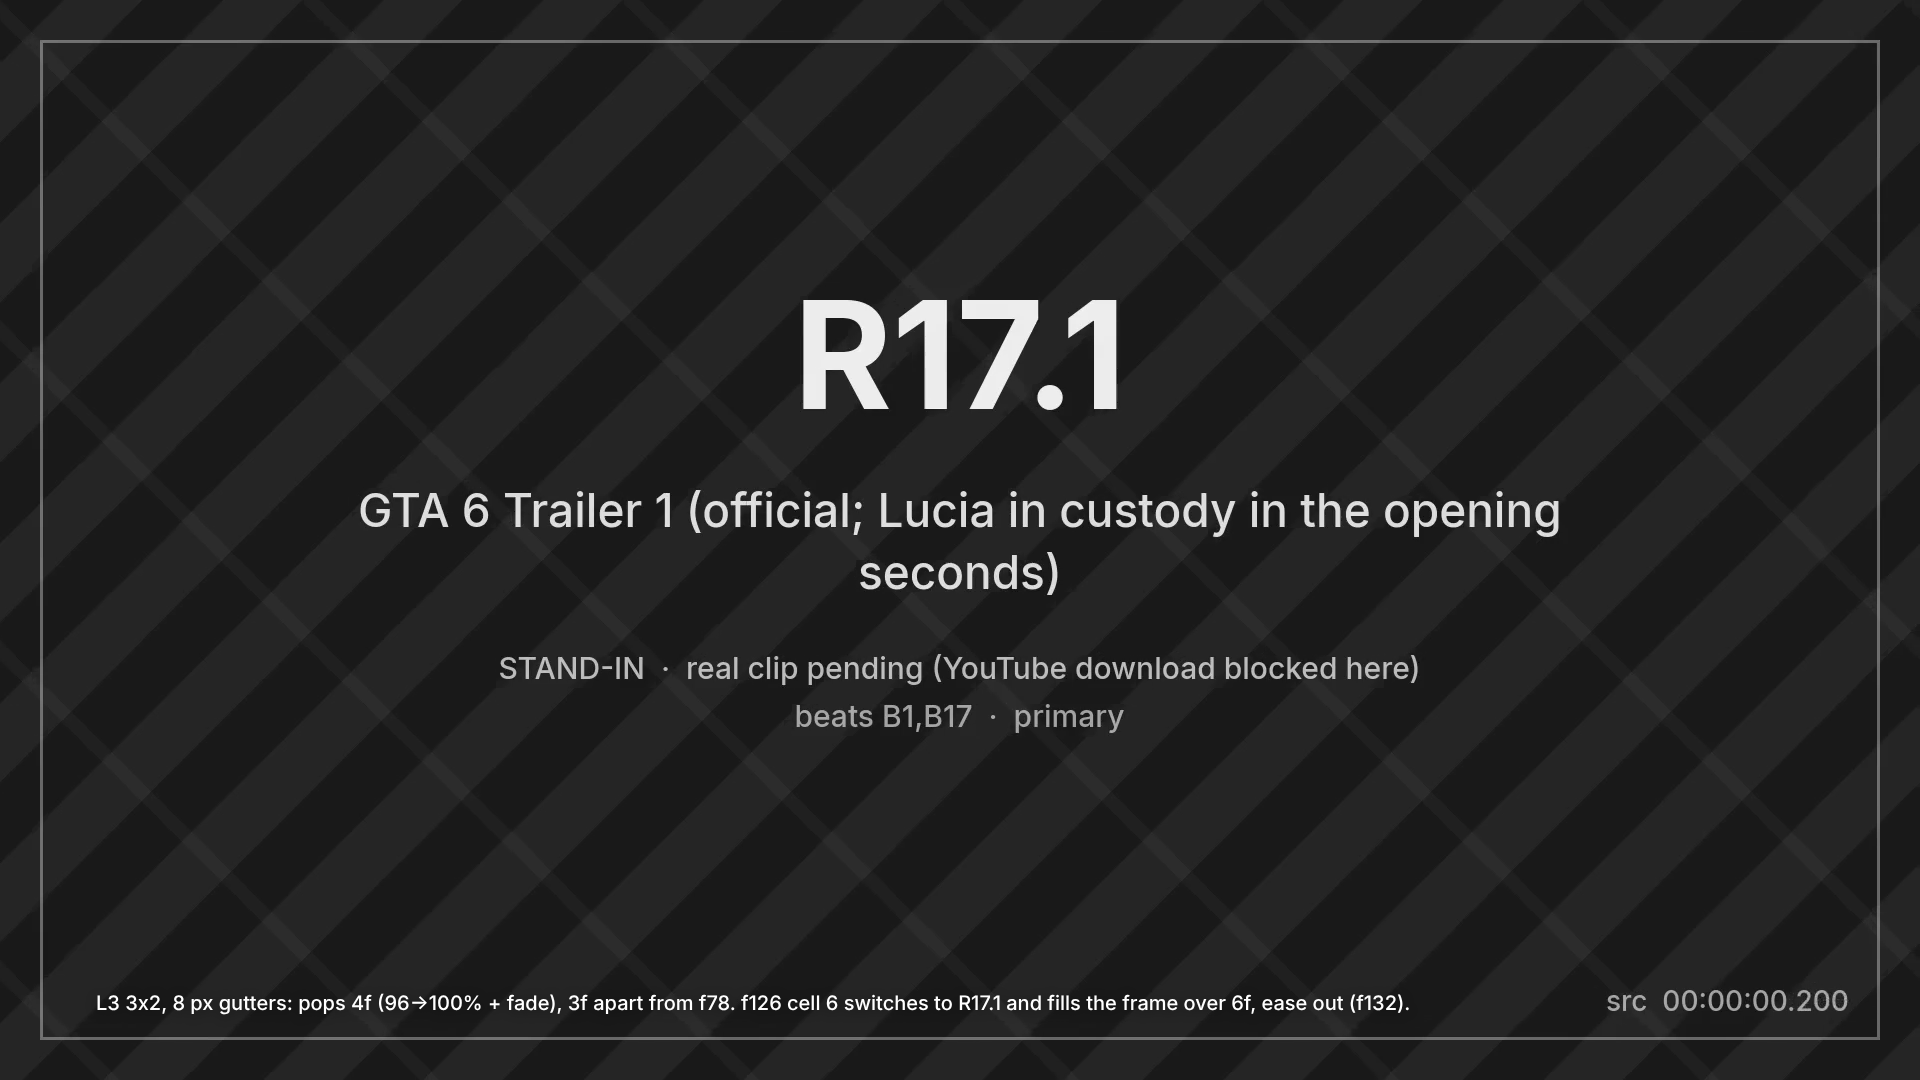 R17.1
GTA 6 Trailer 1 (official; Lucia in custody in the opening
seconds)
STAND-IN · real clip pending (YouTube download blocked here)
beats B1,B17 · primary
L3 3x2, 8 px gutters: pops 4f (96→100% + fade), 3f apart from f78. f126 cell 6 switches to R17.1 and fills the frame over 6f, ease out (f132).
src 00:00:00.200